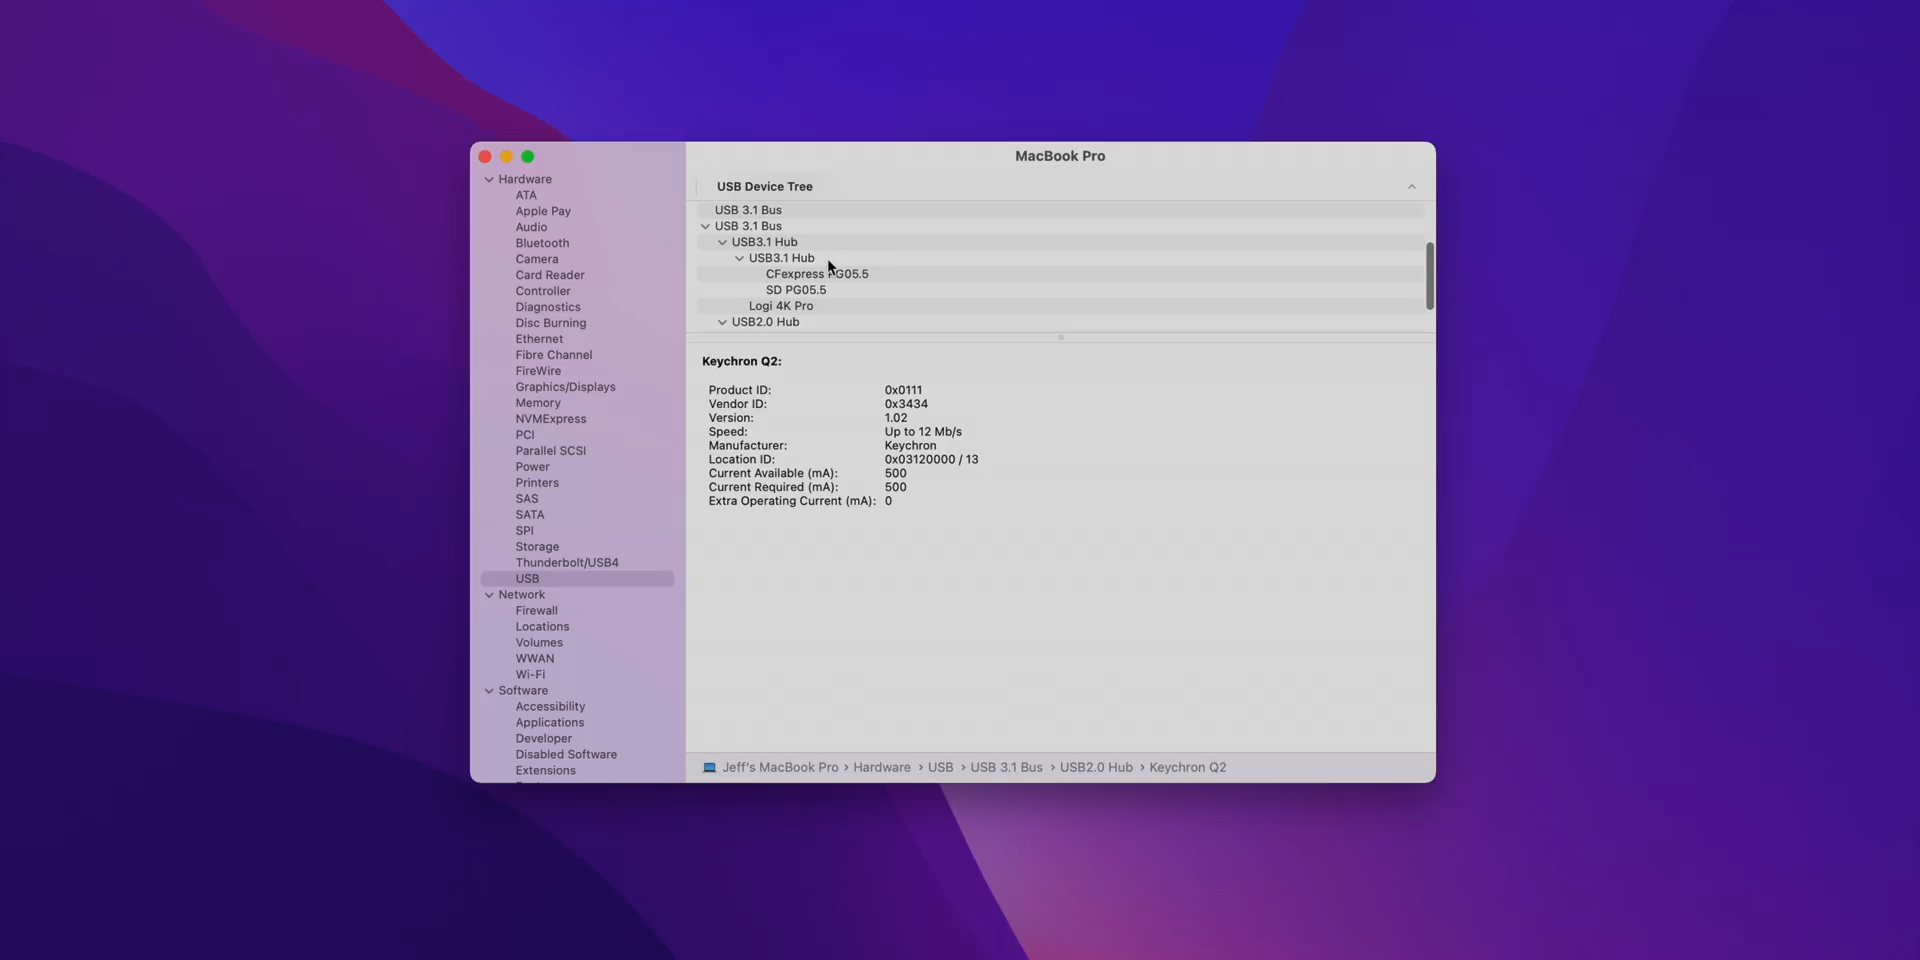 MacBook Pro
Hardware
ATA
Apple Pay
Audio
Bluetooth
Camera
Card Reader
Controller
Diagnostics
Disc Burning
Ethernet
Fibre Channel
FireWire
Graphics/Displays
Memory
NVMExpress
PCI
Parallel SCSI
Power
Printers
SAS
SATA
SPI
Storage
Thunderbolt/USB4
USB
Network
Firewall
Locations
Volumes
WWAN
Wi-Fi
Software
Accessibility
Applications
Developer
Disabled Software
Extensions
USB Device Tree
USB 3.1 Bus
USB 3.1 Bus
USB3.1 Hub
USB3.1 Hub
CFexpress PG05.5
SD PG05.5
Logi 4K Pro
USB2.0 Hub
Keychron Q2:
Product ID: 0x0111
Vendor ID: 0x3434
Version: 1.02
Speed: Up to 12 Mb/s
Manufacturer: Keychron
Location ID: 0x03120000 / 13
Current Available (mA): 500
Current Required (mA): 500
Extra Operating Current (mA): 0
Jeff's MacBook Pro › Hardware › USB › USB 3.1 Bus › USB2.0 Hub › Keychron Q2